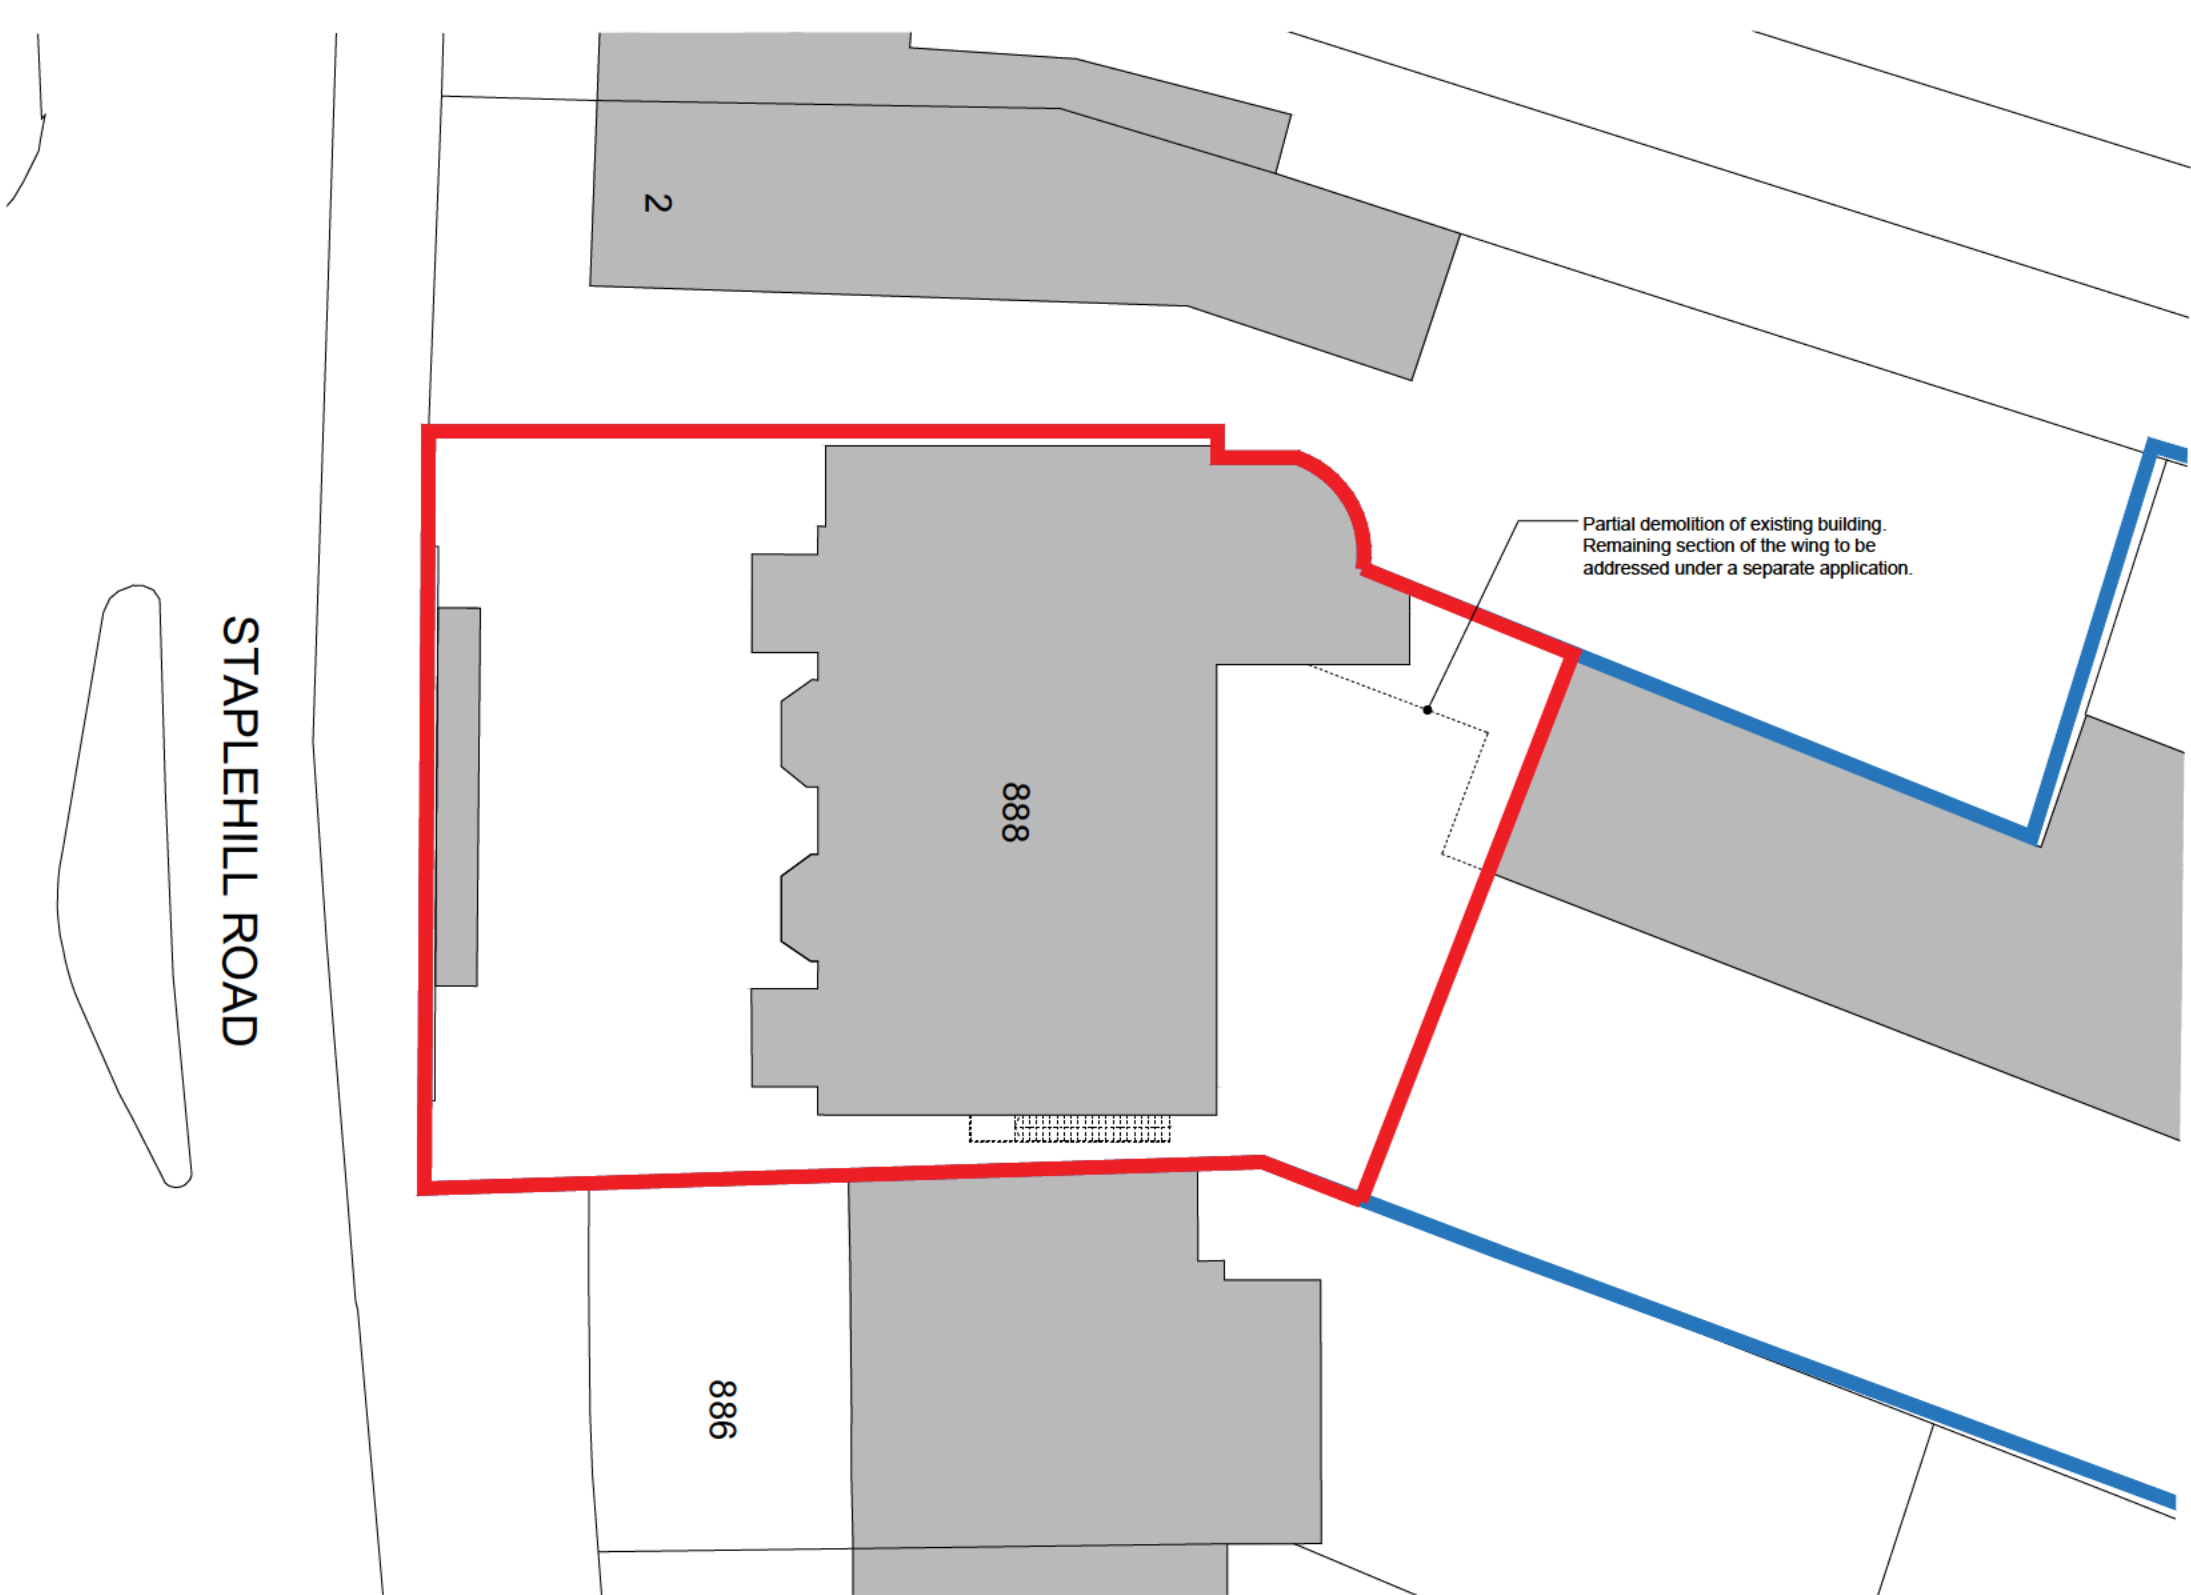 2
Partial demolition of existing building.
Remaining section of the wing to be
addressed under a separate application.
STAPLEHILL ROAD
888
886